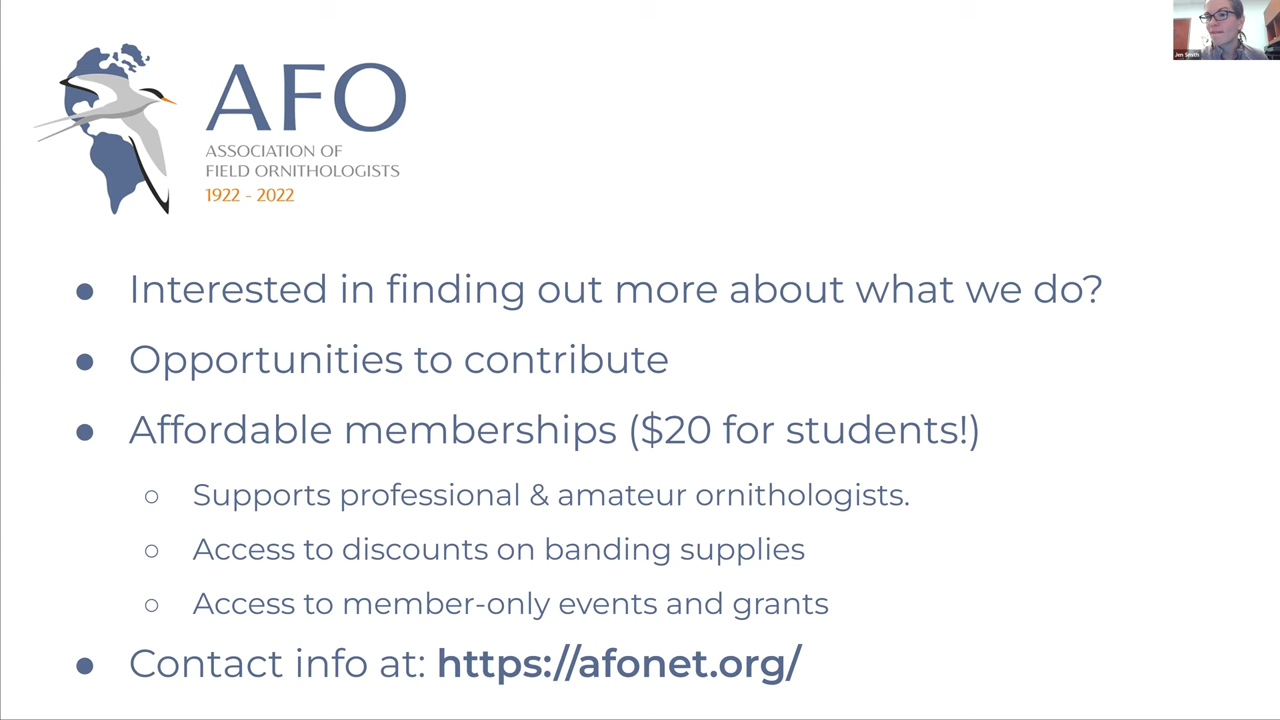 Jen Smith
AFO
ASSOCIATION OF
FIELD ORNITHOLOGISTS
1922 - 2022
● Interested in finding out more about what we do?
● Opportunities to contribute
● Affordable memberships ($20 for students!)
○ Supports professional & amateur ornithologists.
○ Access to discounts on banding supplies
○ Access to member-only events and grants
● Contact info at: https://afonet.org/